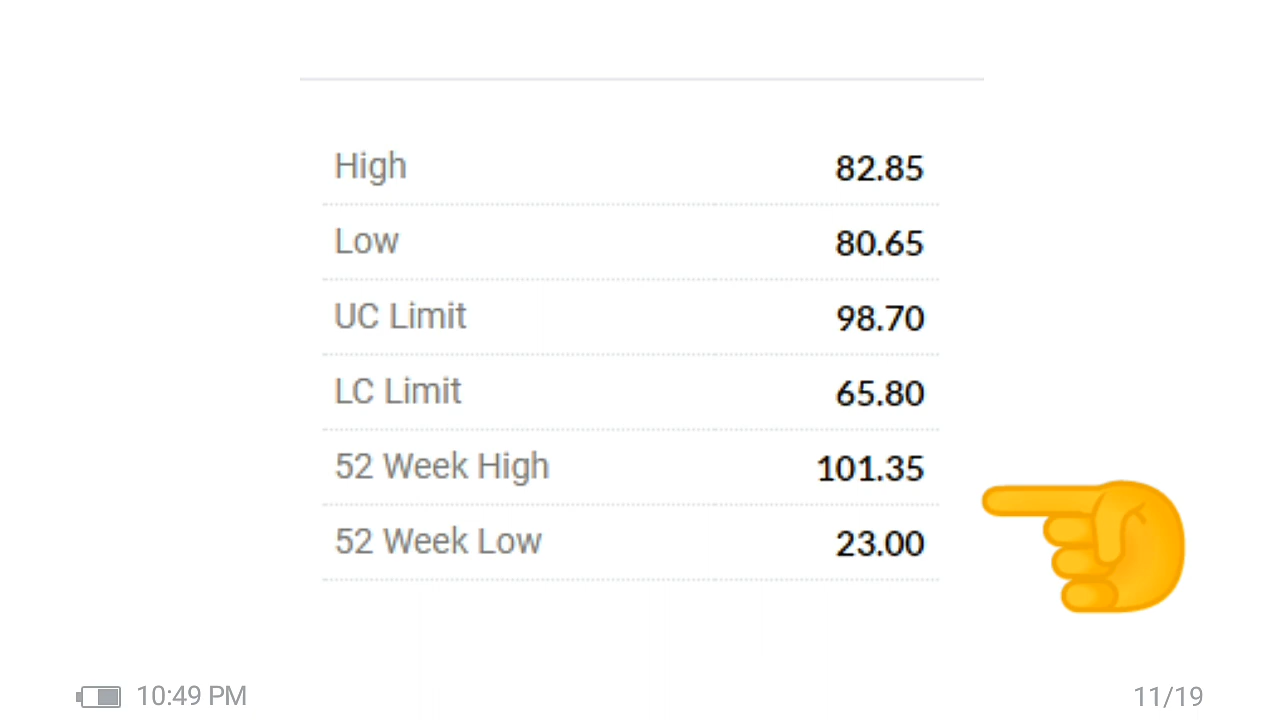 High 82.85
Low 80.65
UC Limit 98.70
LC Limit 65.80
52 Week High 101.35
52 Week Low 23.00
10:49 PM 11/19